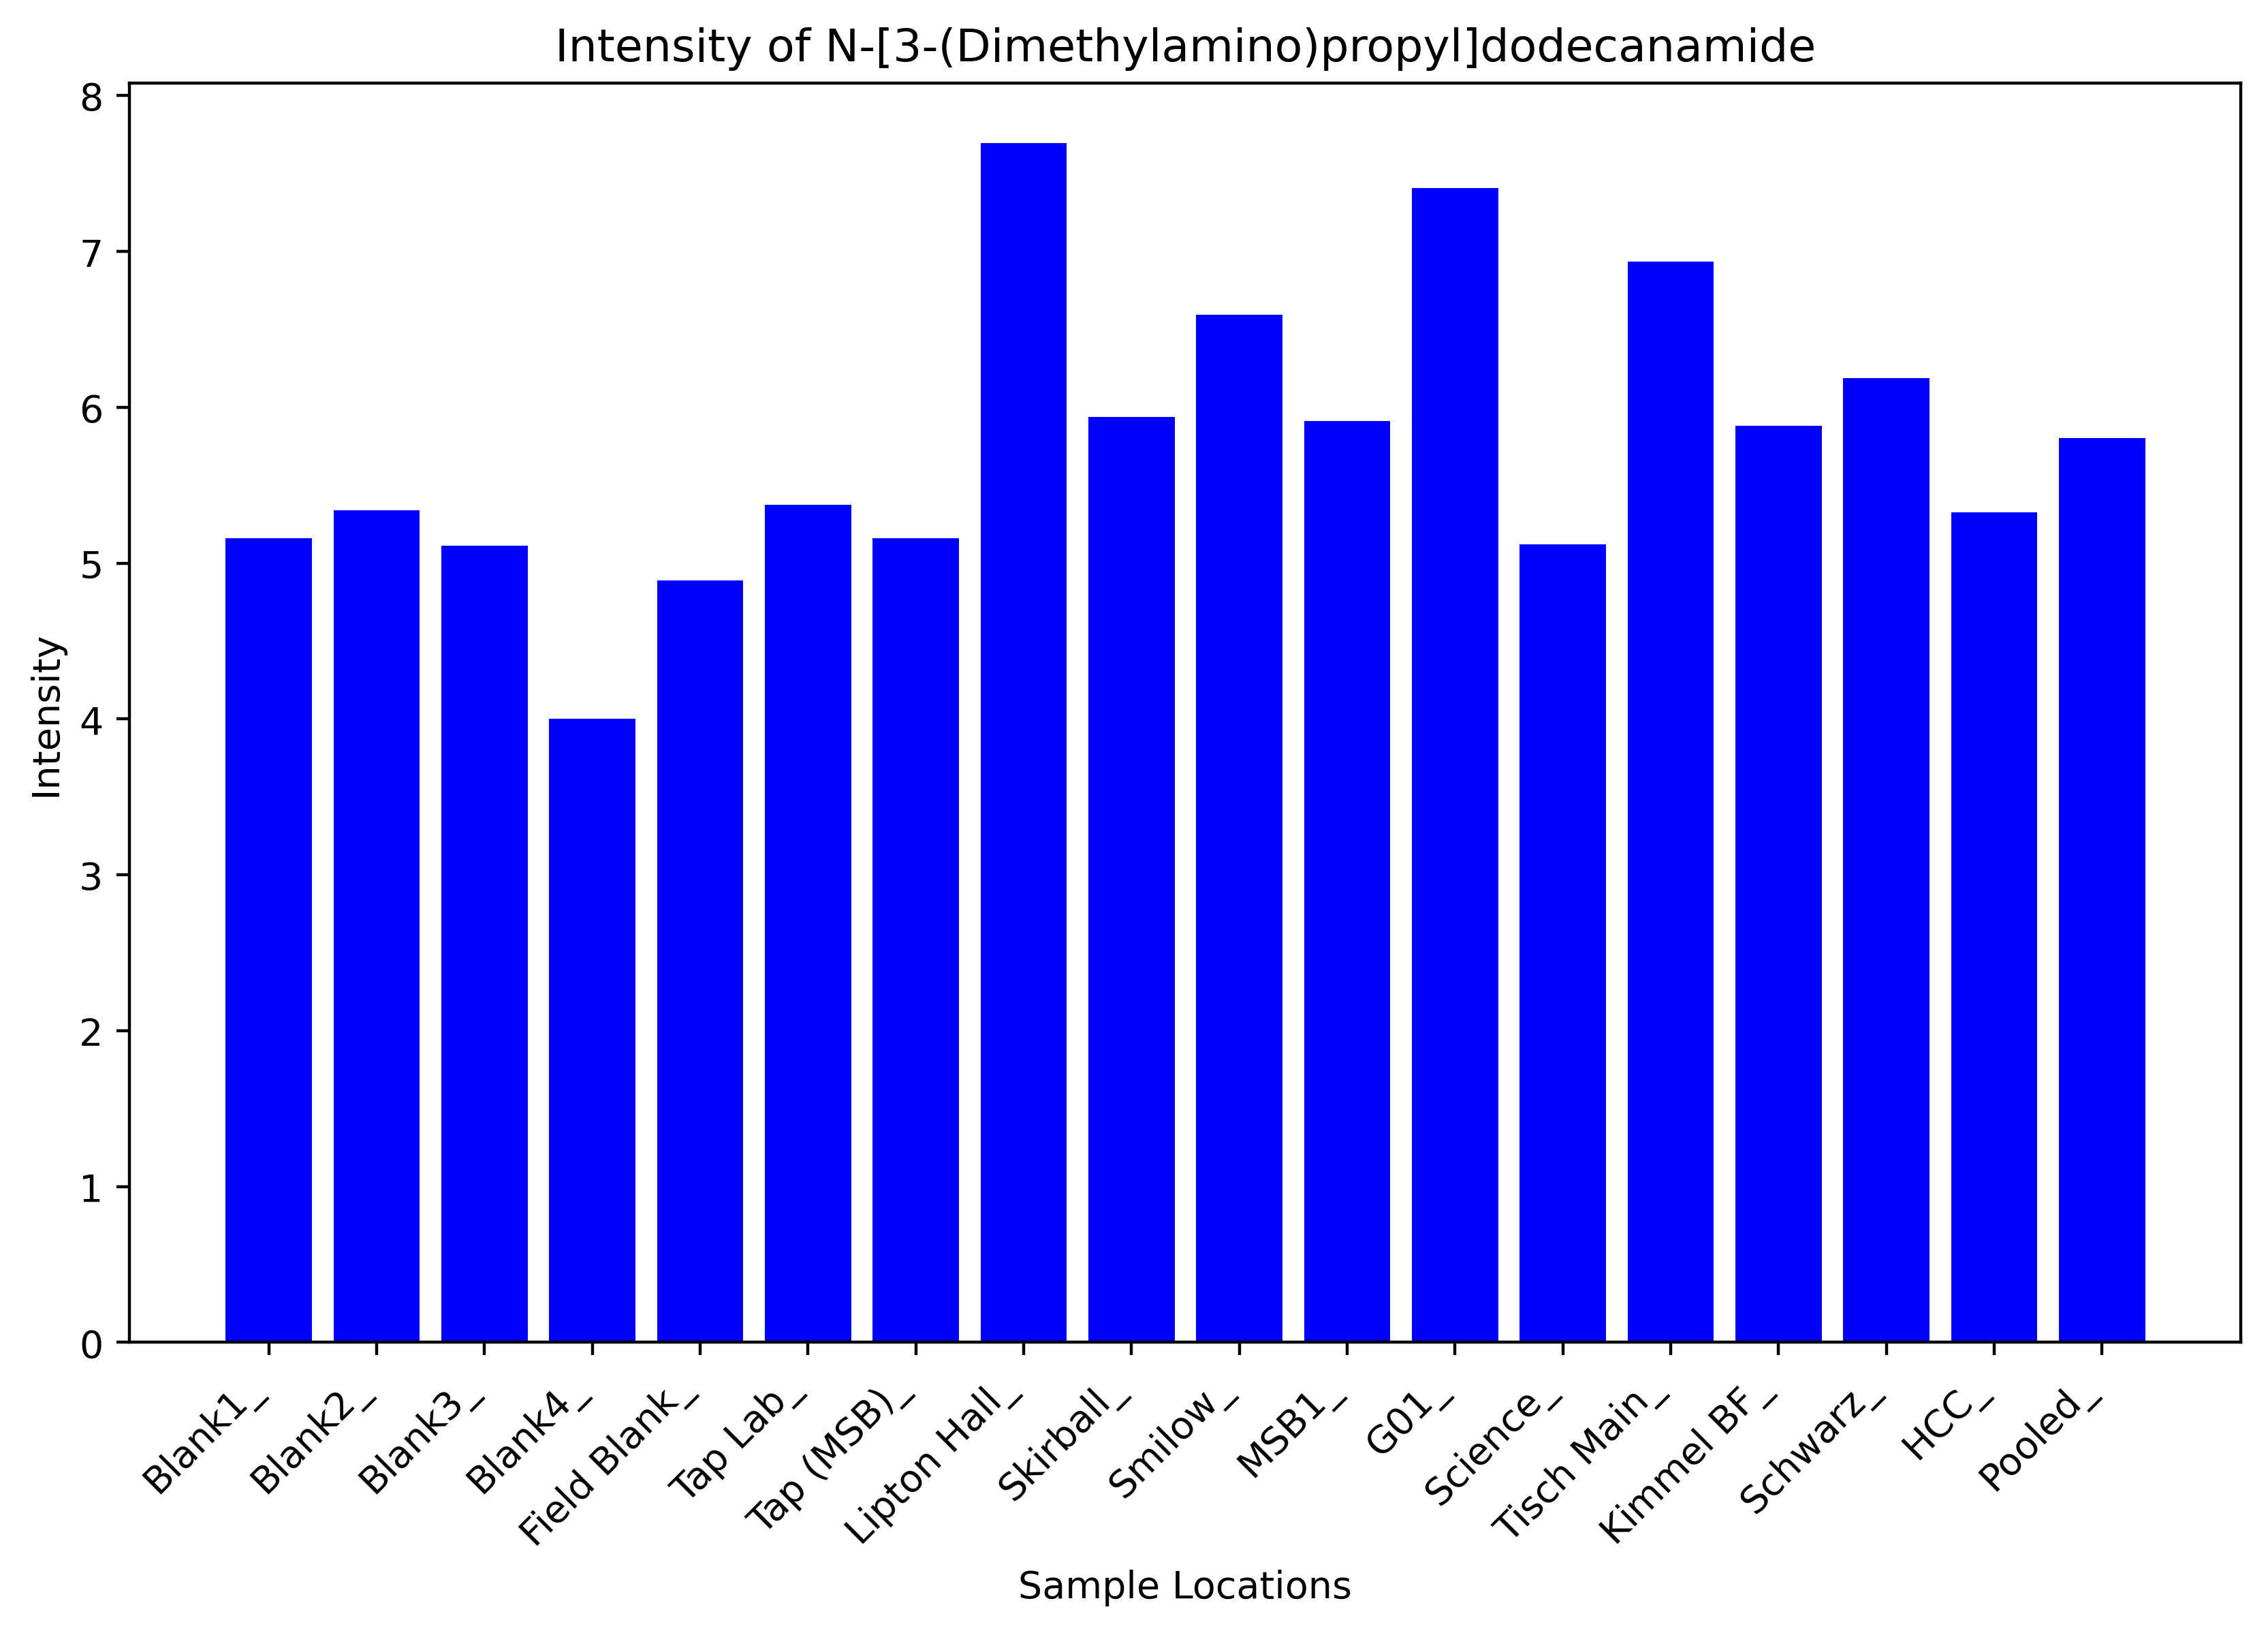 Intensity of N-[3-(Dimethylamino)propyl]dodecanamide
8
7
6
5
4
3
2
1
0
Intensity
Blank1_
Blank2_
Blank3_
Blank4_
Field Blank_
Tap Lab_
Tap (MSB)_
Lipton Hall_
Skirball_
Smilow_
MSB1_
G01_
Science_
Tisch Main_
Kimmel BF_
Schwarz_
HCC_
Pooled_
Sample Locations